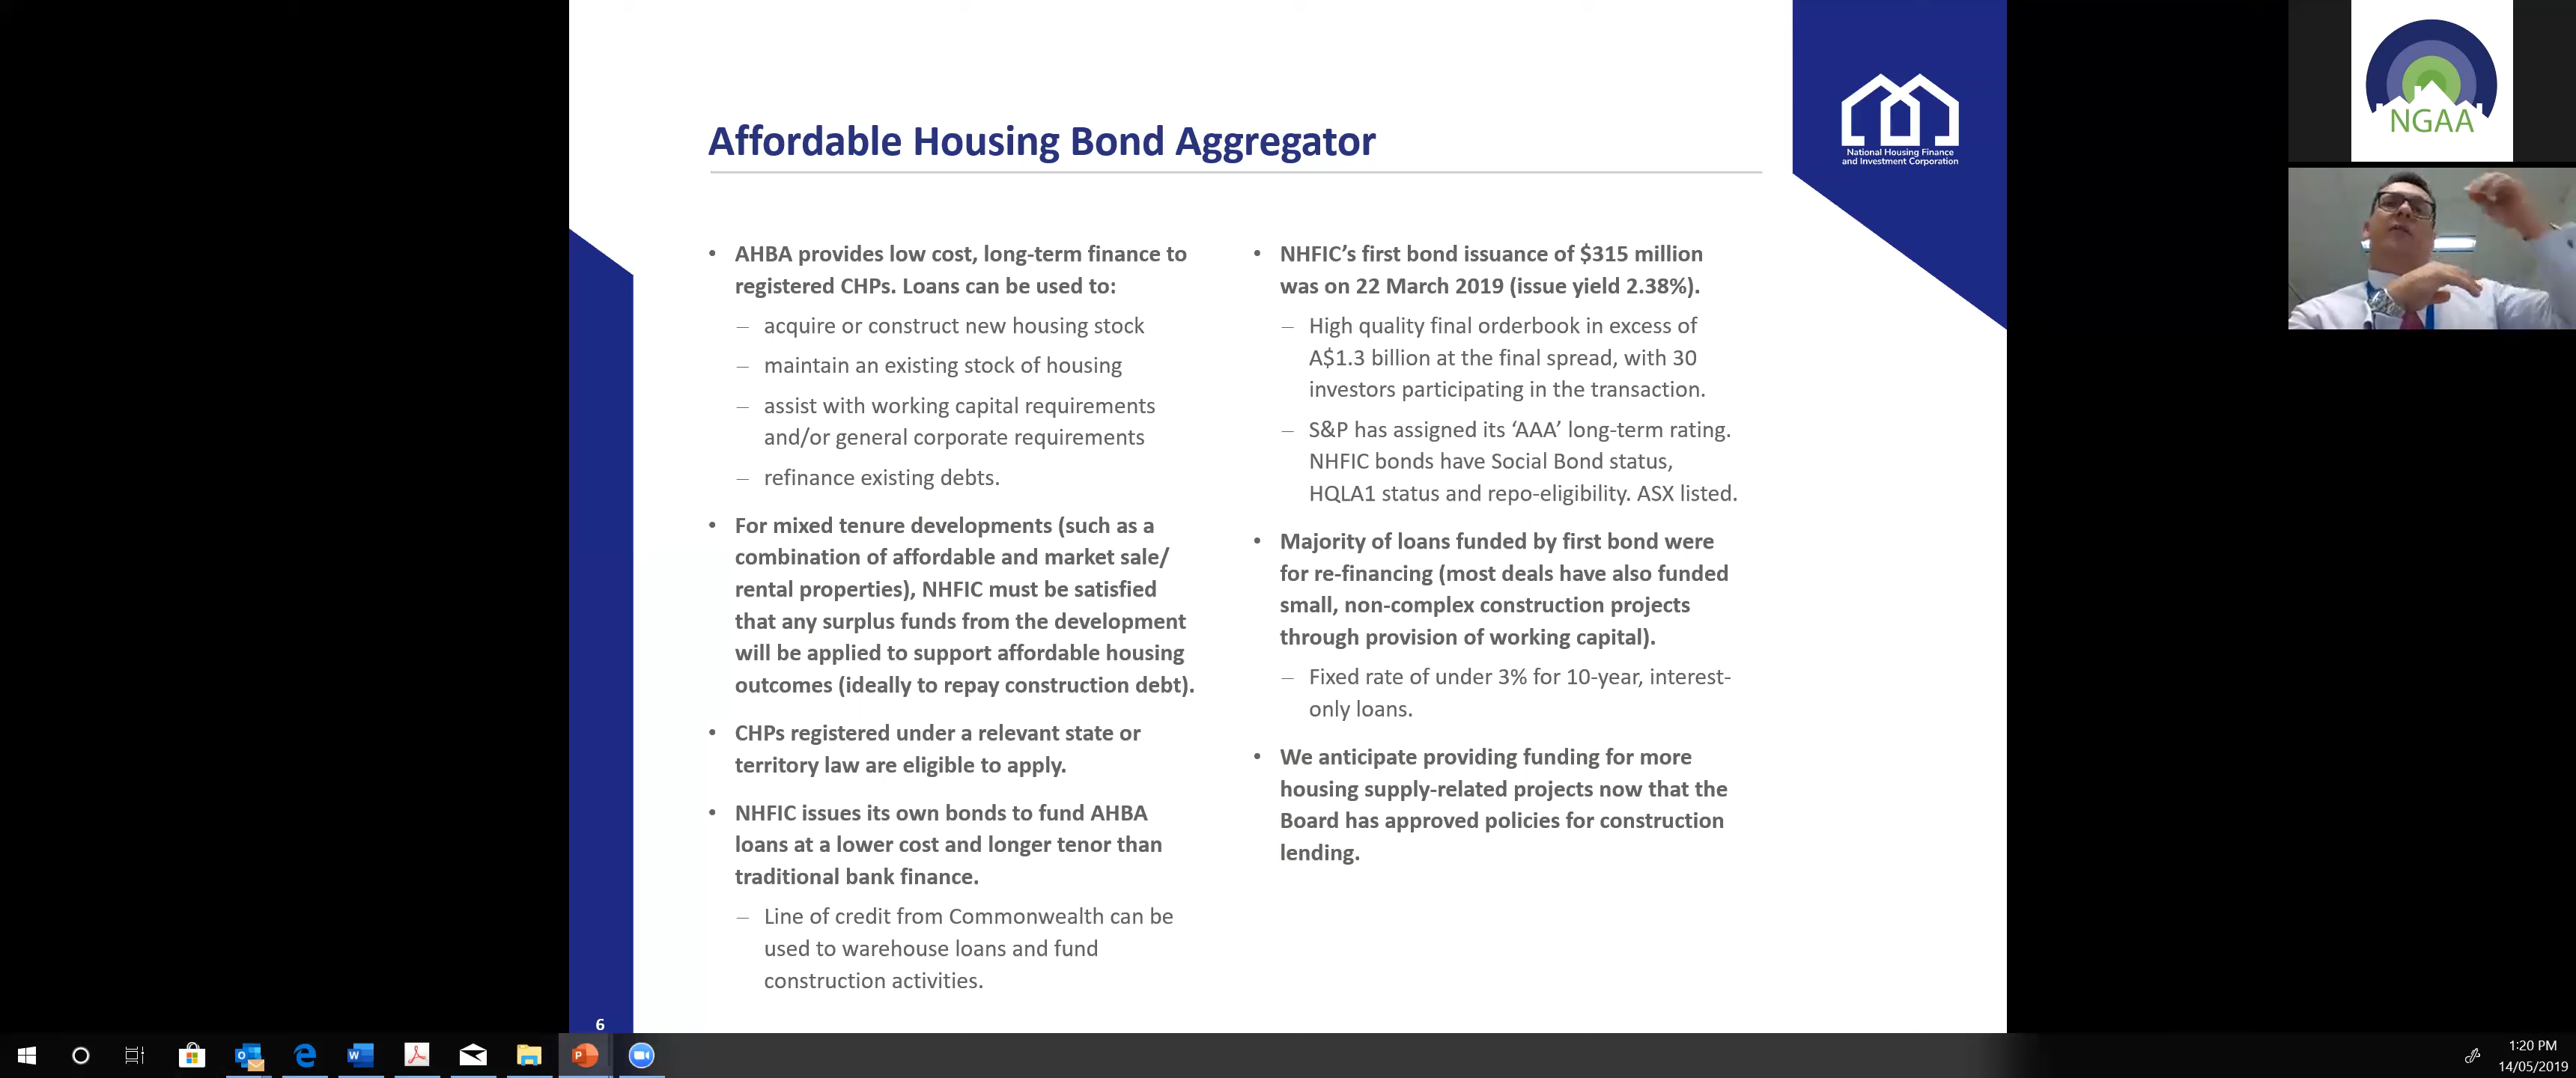 Affordable Housing Bond Aggregator
National Housing Finance
and Investment Corporation
NGAA
• AHBA provides low cost, long-term finance to
registered CHPs. Loans can be used to:
– acquire or construct new housing stock
– maintain an existing stock of housing
– assist with working capital requirements
and/or general corporate requirements
– refinance existing debts.
• For mixed tenure developments (such as a
combination of affordable and market sale/
rental properties), NHFIC must be satisfied
that any surplus funds from the development
will be applied to support affordable housing
outcomes (ideally to repay construction debt).
• CHPs registered under a relevant state or
territory law are eligible to apply.
• NHFIC issues its own bonds to fund AHBA
loans at a lower cost and longer tenor than
traditional bank finance.
– Line of credit from Commonwealth can be
used to warehouse loans and fund
construction activities.
• NHFIC’s first bond issuance of $315 million
was on 22 March 2019 (issue yield 2.38%).
– High quality final orderbook in excess of
A$1.3 billion at the final spread, with 30
investors participating in the transaction.
– S&P has assigned its ‘AAA’ long-term rating.
NHFIC bonds have Social Bond status,
HQLA1 status and repo-eligibility. ASX listed.
• Majority of loans funded by first bond were
for re-financing (most deals have also funded
small, non-complex construction projects
through provision of working capital).
– Fixed rate of under 3% for 10-year, interest-
only loans.
• We anticipate providing funding for more
housing supply-related projects now that the
Board has approved policies for construction
lending.
6
1:20 PM
14/05/2019